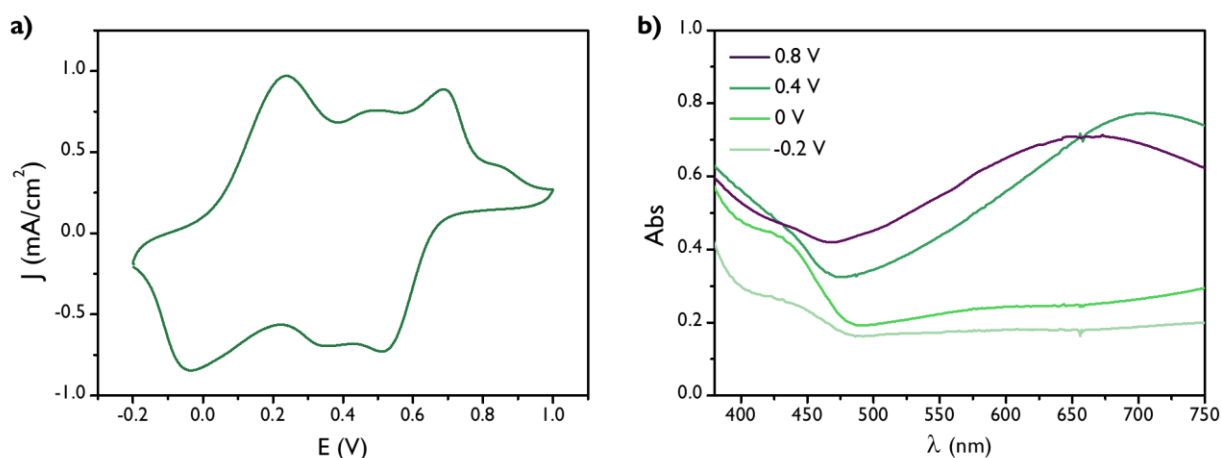 a)
1.0
0.5
0.0
-0.5
-1.0
J (mA/cm²)
-0.2 0.0 0.2 0.4 0.6 0.8 1.0
E (V)
b)
0.8 V
0.4 V
0 V
-0.2 V
1.0
0.8
0.6
0.4
0.2
0.0
Abs
400 450 500 550 600 650 700 750
λ (nm)